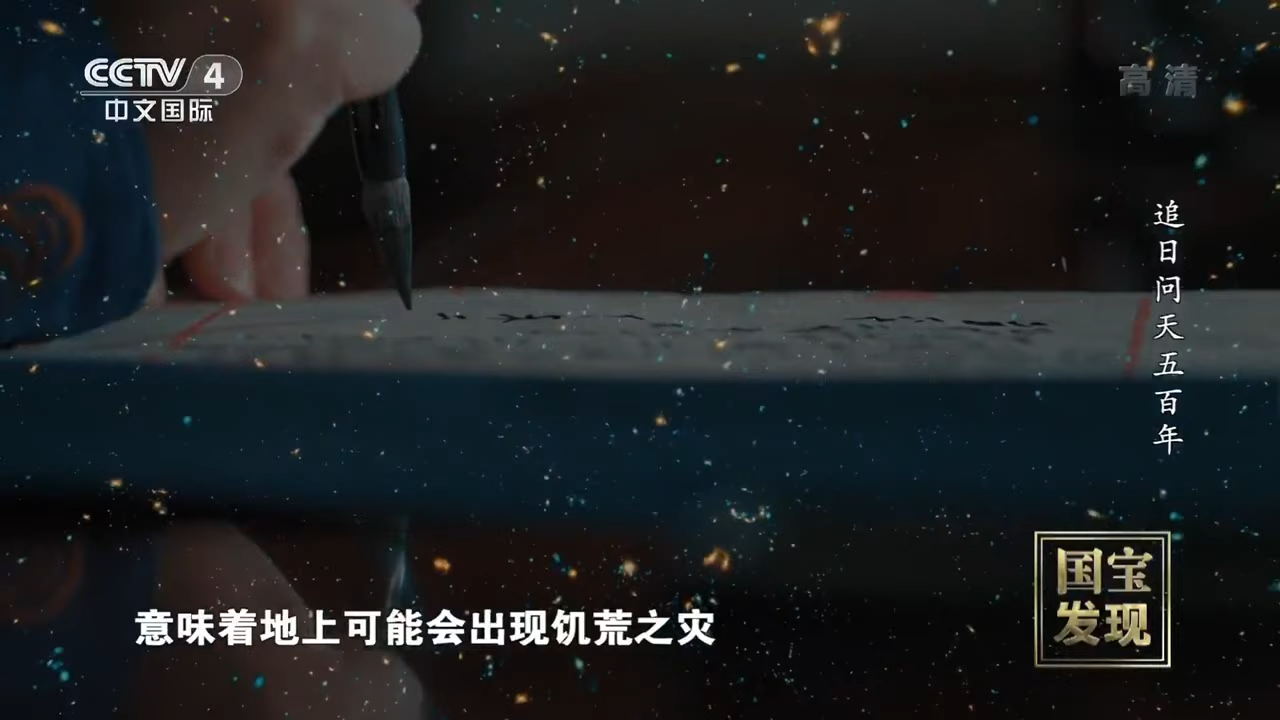 CCTV 4
中文国际
高清
追日问天五百年
国宝
发现
意味着地上可能会出现饥荒之灾